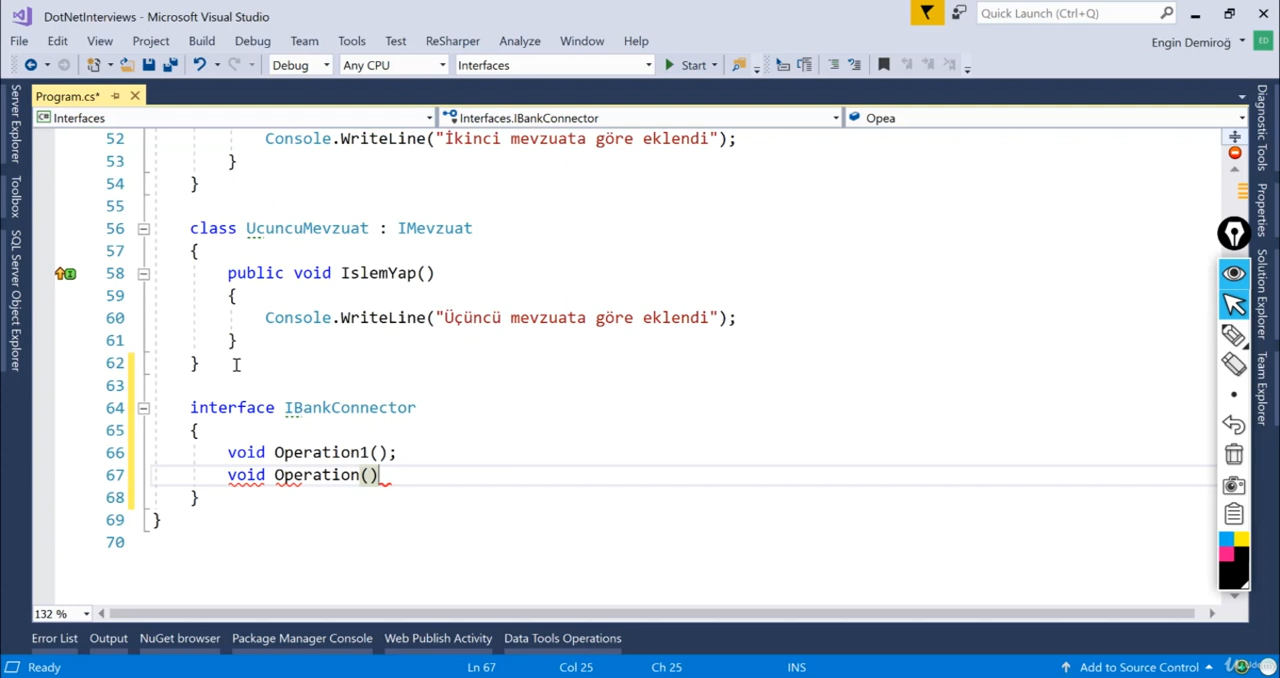 DotNetInterviews - Microsoft Visual Studio
Quick Launch (Ctrl+Q)
File Edit View Project Build Debug Team Tools Test ReSharper Analyze Window Help
Engin Demiroğ ED
Debug Any CPU Interfaces Start
Program.cs*
Interfaces Interfaces.IBankConnector Opea
52 Console.WriteLine("İkinci mevzuata göre eklendi");
53 }
54 }
55
56 class UcuncuMevzuat : IMevzuat
57 {
58 public void IslemYap()
59 {
60 Console.WriteLine("Üçüncü mevzuata göre eklendi");
61 }
62 }
63
64 interface IBankConnector
65 {
66 void Operation1();
67 void Operation()
68 }
69 }
70
Server Explorer
Toolbox
SQL Server Object Explorer
Diagnostic Tools
Properties
Solution Explorer
Team Explorer
132 %
Error List Output NuGet browser Package Manager Console Web Publish Activity Data Tools Operations
Ready Ln 67 Col 25 Ch 25 INS Add to Source Control